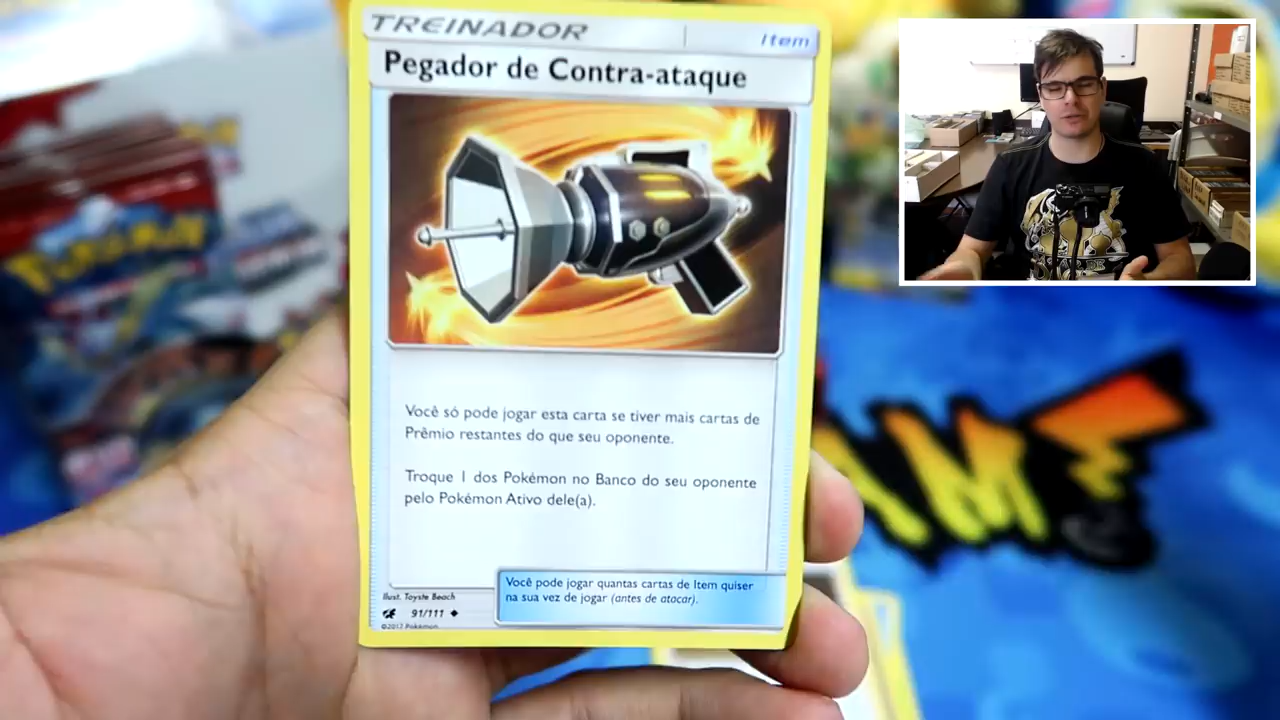 TREINADOR
Item
Pegador de Contra-ataque
Você só pode jogar esta carta se tiver mais cartas de
Prêmio restantes do que seu oponente.
Troque 1 dos Pokémon no Banco do seu oponente
pelo Pokémon Ativo dele(a).
Você pode jogar quantas cartas de Item quiser
na sua vez de jogar (antes de atacar).
Illust. Toyste Beach
91/111
©2017 Pokémon
POKÉMON